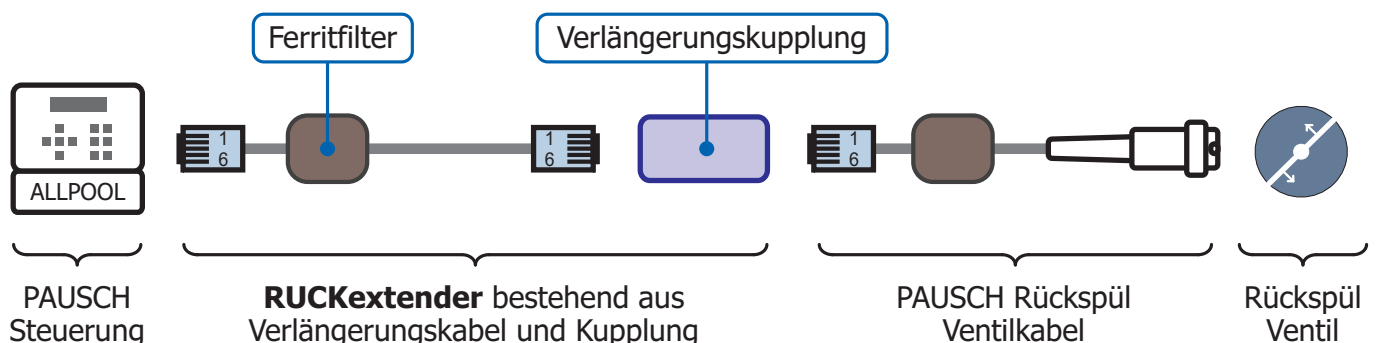 Ferritfilter
Verlängerungskupplung
1
6
1
6
1
6
ALLPOOL
PAUSCH
Steuerung
RUCKextender bestehend aus
Verlängerungskabel und Kupplung
PAUSCH Rückspül
Ventilkabel
Rückspül
Ventil